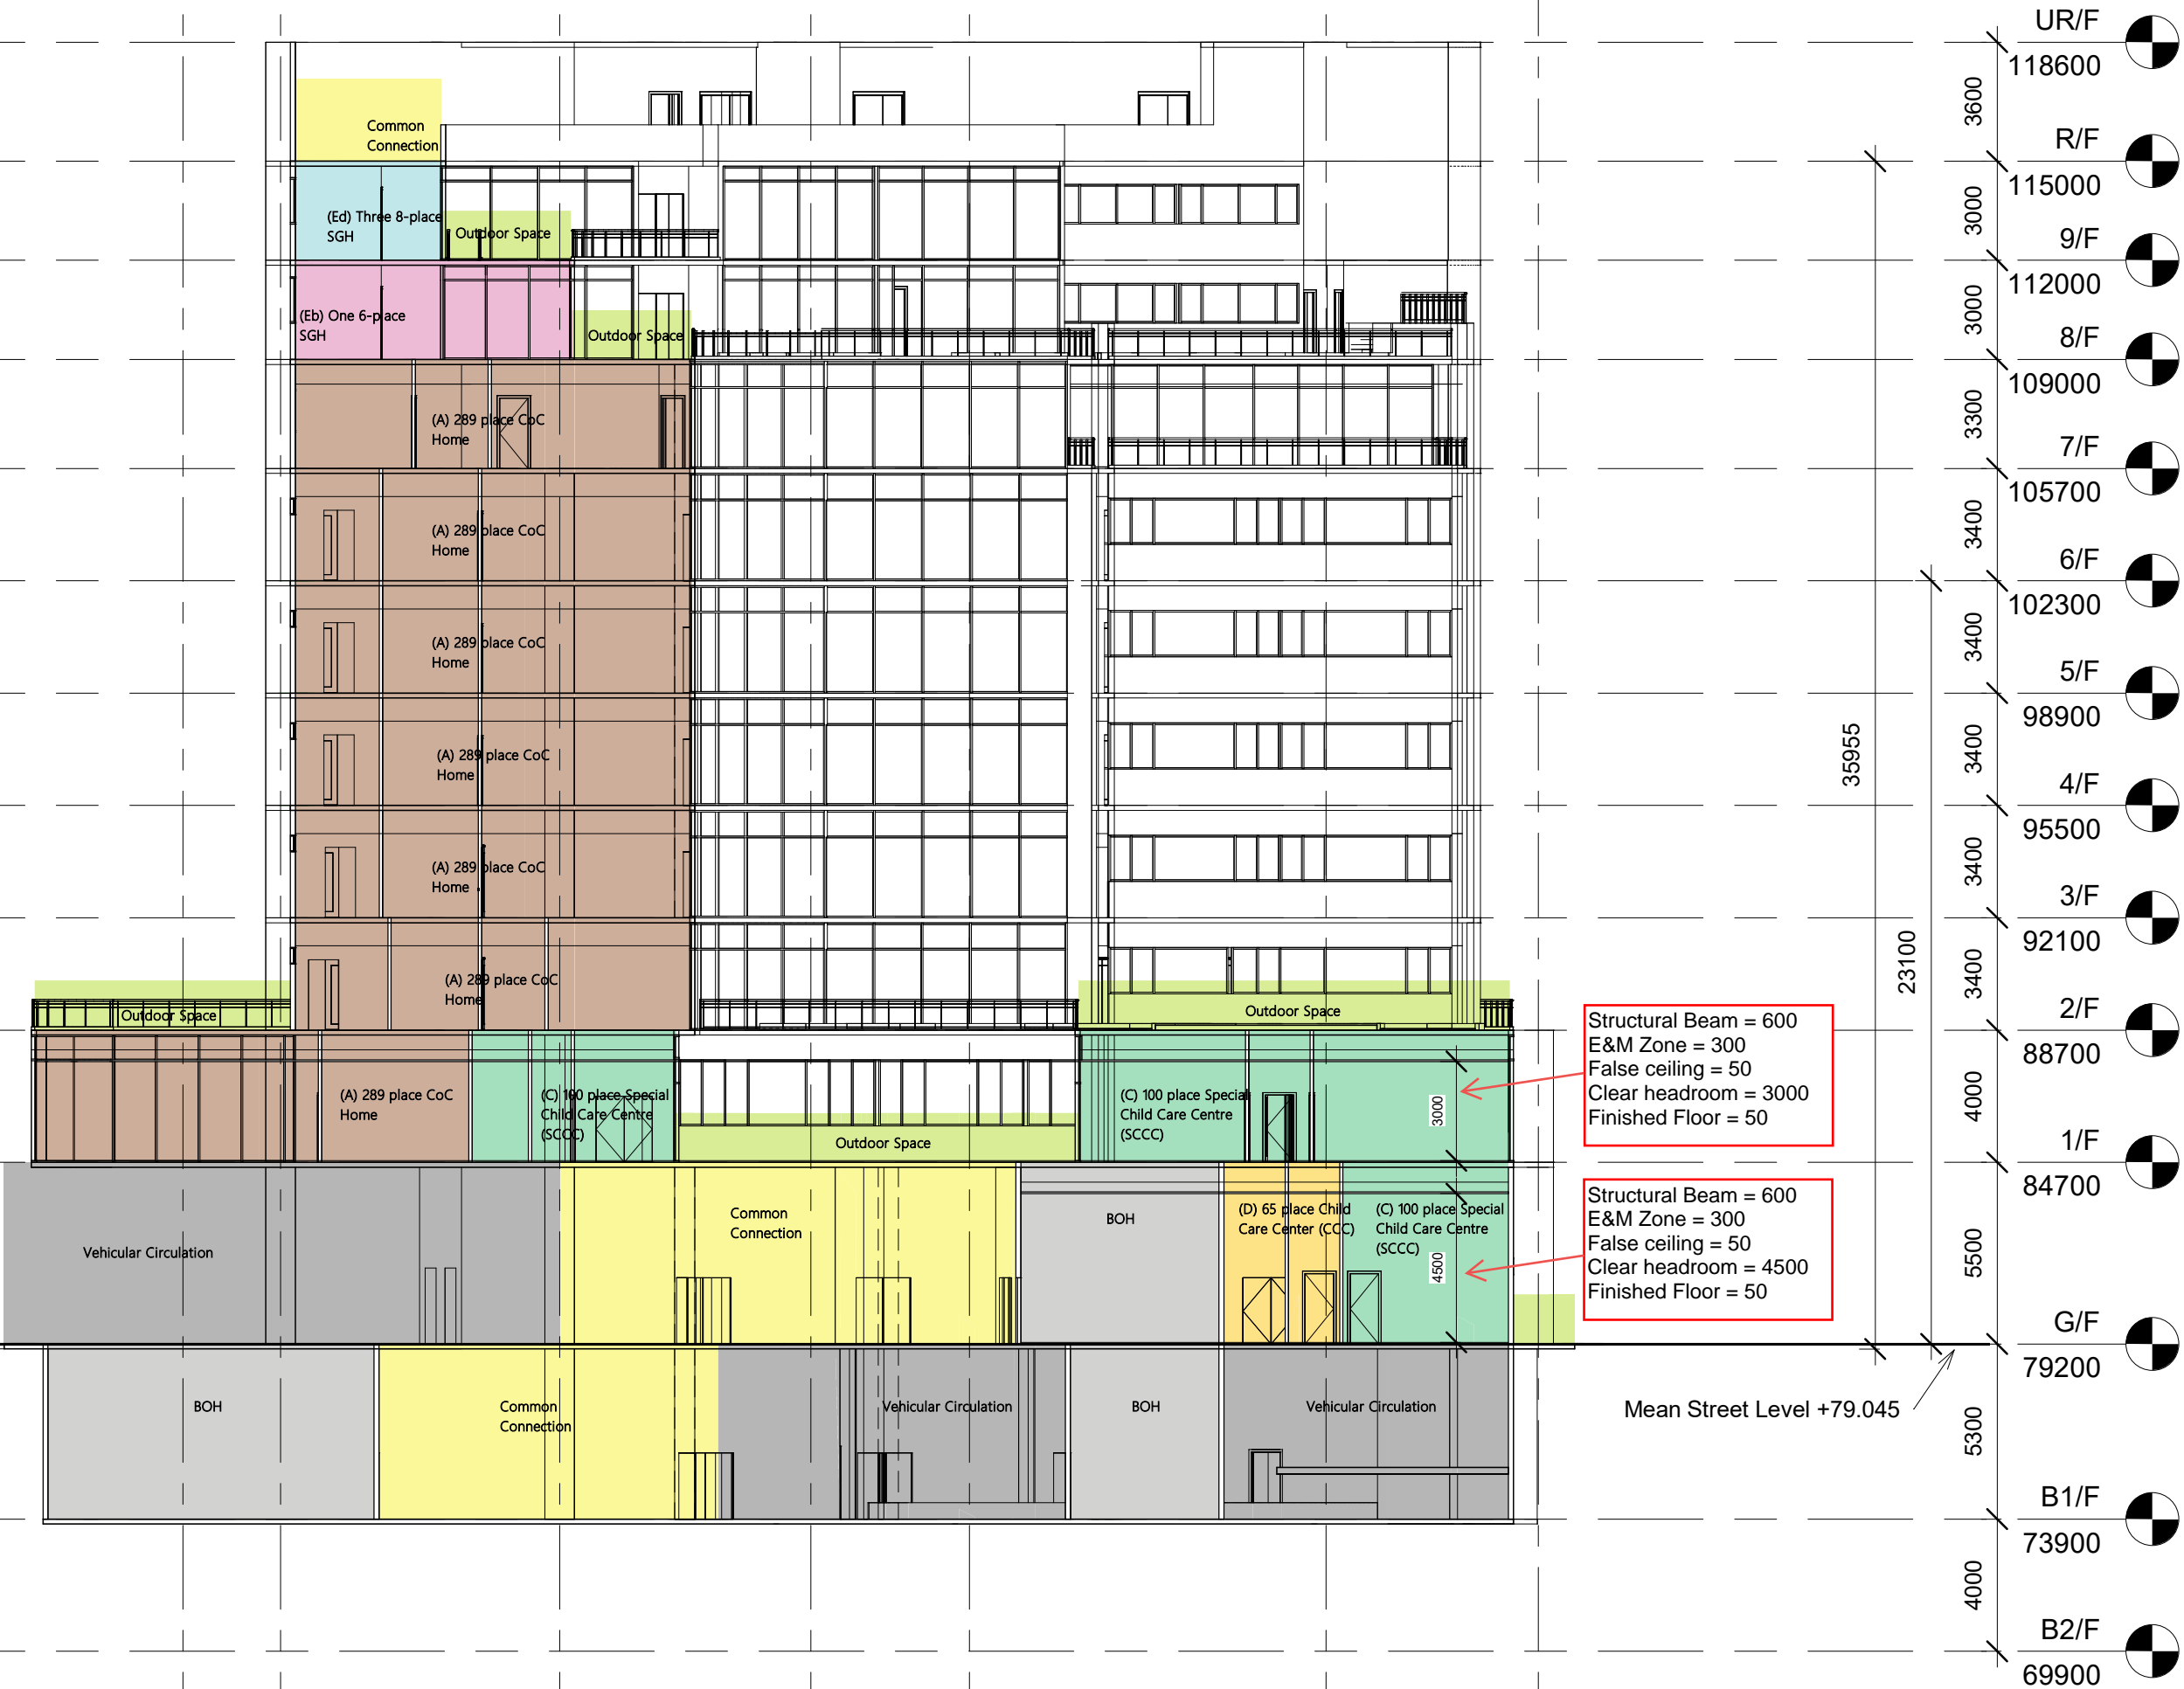 UR/F
118600
3600
Common
Connection
R/F
115000
(Ed) Three 8-place
SGH
Outdoor Space
3000
9/F
112000
(Eb) One 6-place
SGH
Outdoor Space
3000
8/F
109000
(A) 289 place CoC
Home
3300
7/F
105700
(A) 289 place CoC
Home
3400
6/F
102300
(A) 289 place CoC
Home
3400
5/F
98900
(A) 289 place CoC
Home
35955
3400
4/F
95500
(A) 289 place CoC
Home
3400
3/F
92100
(A) 289 place CoC
Home
23100
3400
Outdoor Space
Outdoor Space
2/F
88700
Structural Beam = 600
E&M Zone = 300
False ceiling = 50
Clear headroom = 3000
Finished Floor = 50
(A) 289 place CoC
Home
(C) 100 place Special
Child Care Centre
(SCCC)
Outdoor Space
(C) 100 place Special
Child Care Centre
(SCCC)
3000
4000
1/F
84700
Structural Beam = 600
E&M Zone = 300
False ceiling = 50
Clear headroom = 4500
Finished Floor = 50
Vehicular Circulation
Common
Connection
BOH
(D) 65 place Child
Care Center (CCC)
(C) 100 place Special
Child Care Centre
(SCCC)
4500
5500
G/F
79200
Mean Street Level +79.045
BOH
Common
Connection
Vehicular Circulation
BOH
Vehicular Circulation
5300
B1/F
73900
4000
B2/F
69900